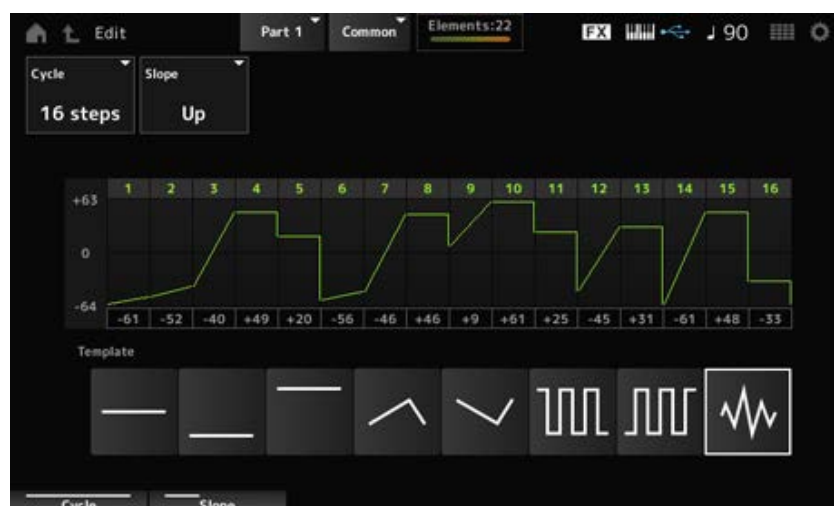 Edit Part 1 Common Elements:22 FX ♩ 90
Cycle Slope
16 steps Up
1 2 3 4 5 6 7 8 9 10 11 12 13 14 15 16
+63
0
-64
-61 -52 -40 +49 +20 -56 -46 +46 +9 +61 +25 -45 +31 -61 +48 -33
Template
Cycle Slope